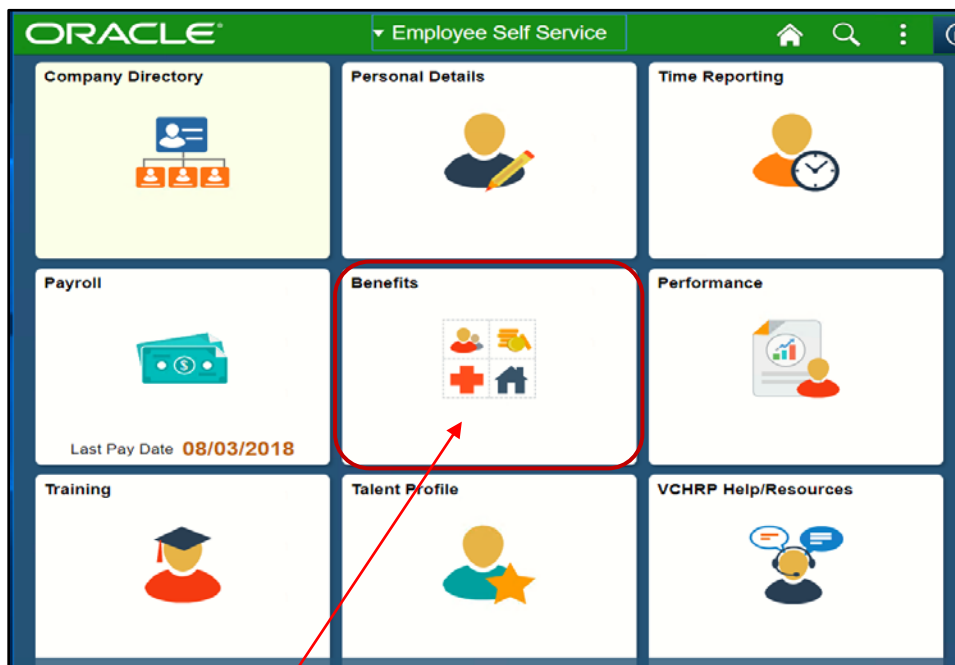 ORACLE
Employee Self Service
Company Directory
Personal Details
Time Reporting
Payroll
Benefits
Performance
Last Pay Date 08/03/2018
Training
Talent Profile
VCHRP Help/Resources